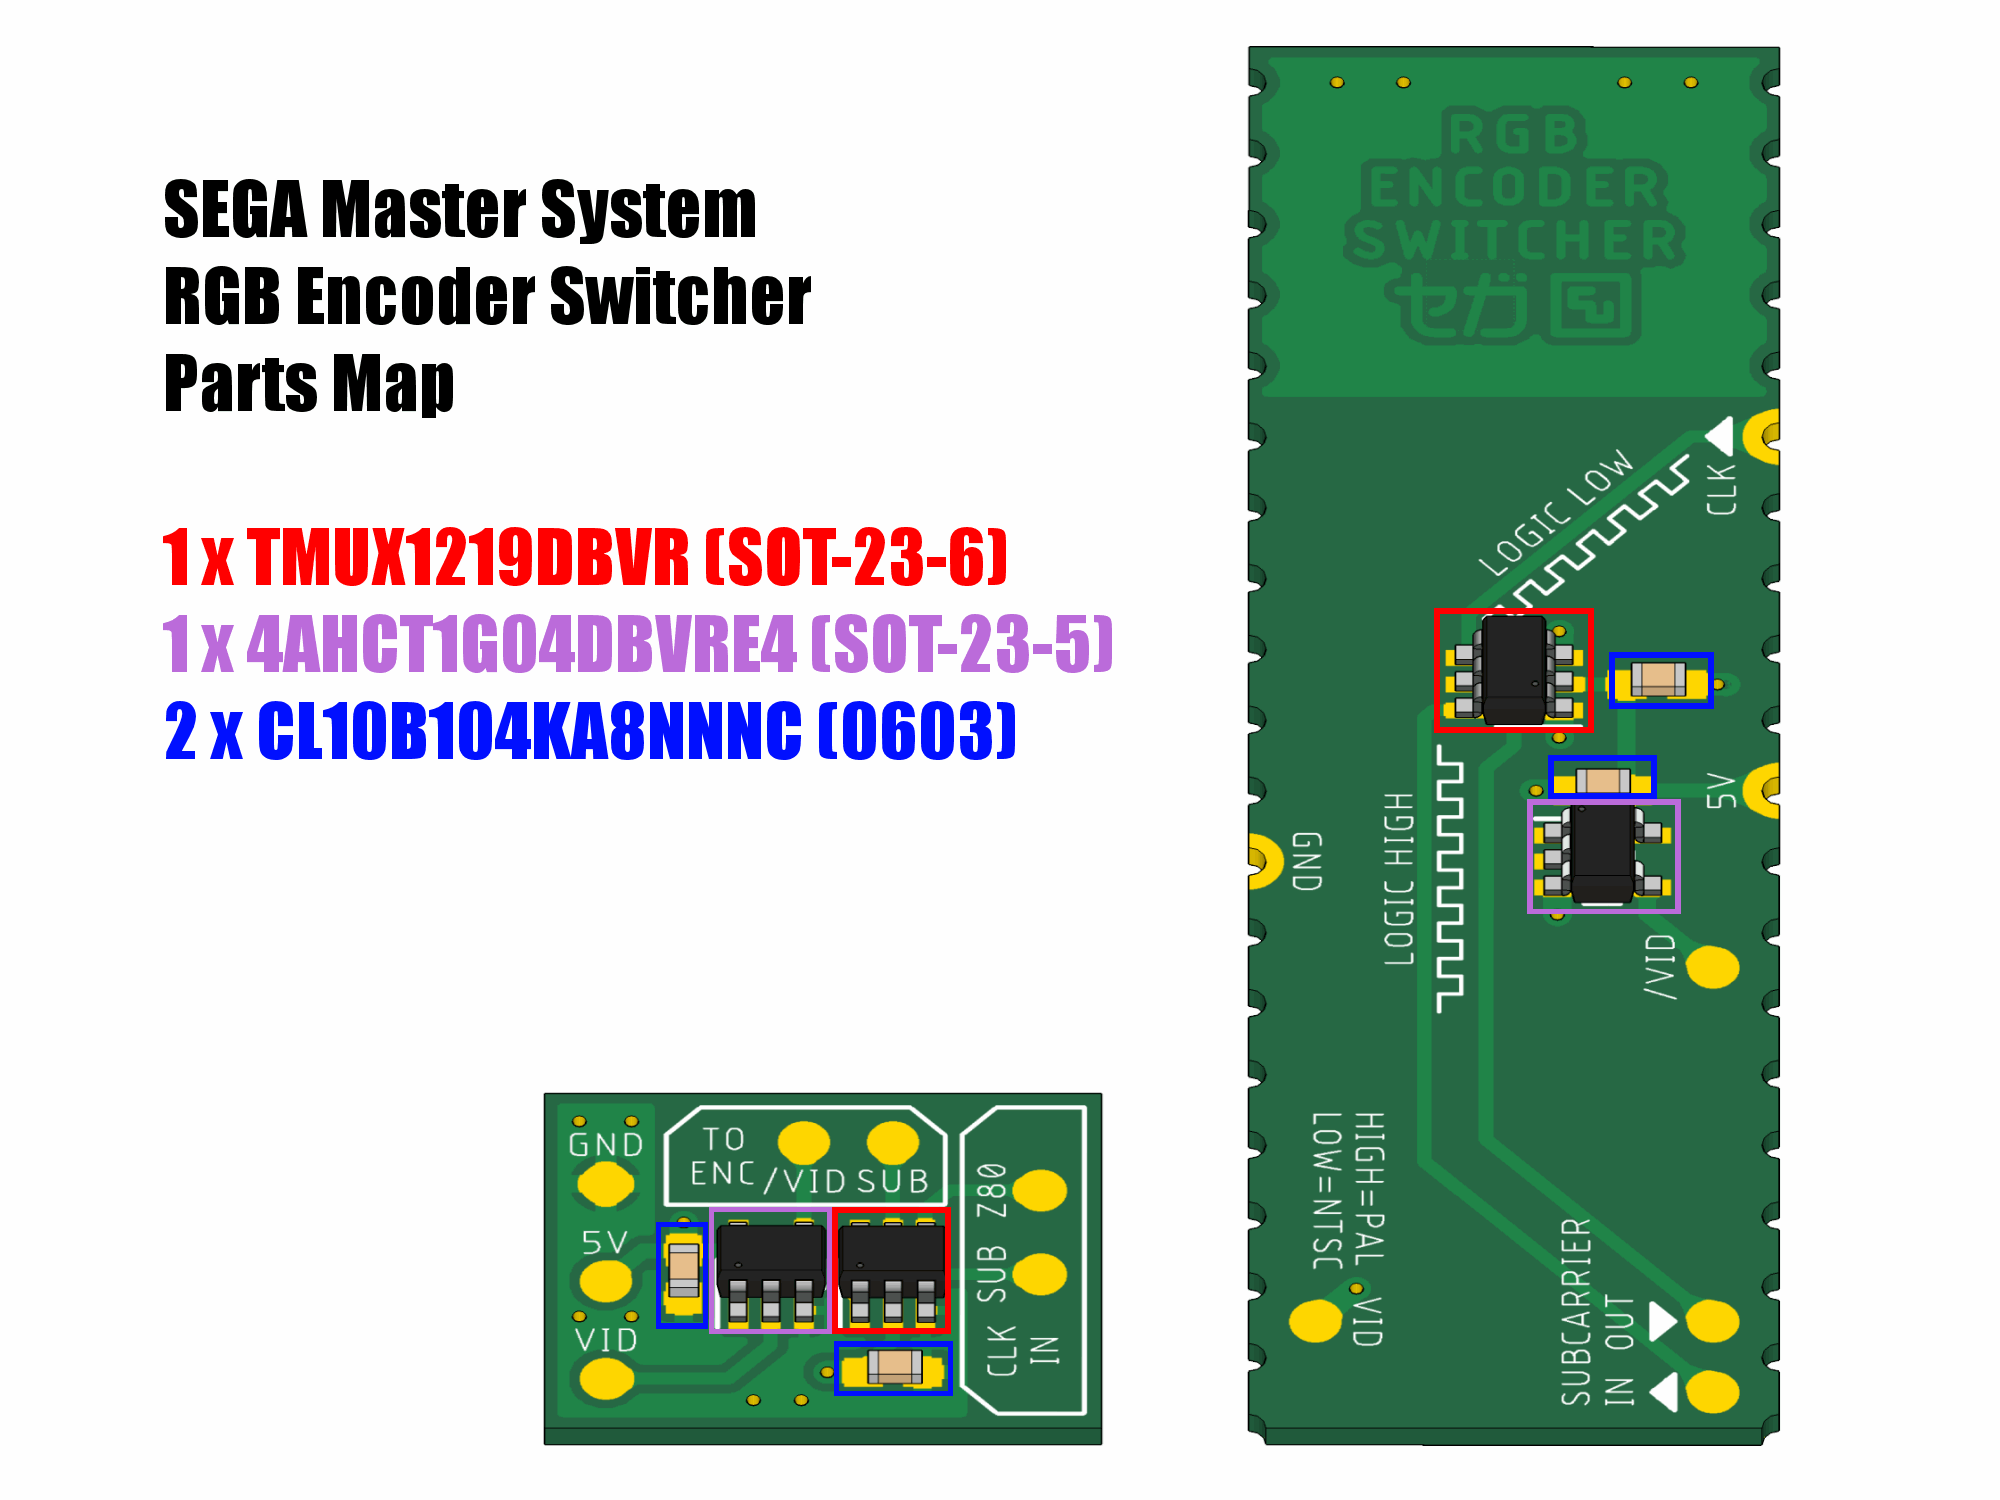 SEGA Master System
RGB Encoder Switcher
Parts Map
1 x TMUX1219DBVR (SOT-23-6)
1 x 4AHCT1G04DBVRE4 (SOT-23-5)
2 x CL10B104KA8NNNC (0603)
RGB
ENCODER
SWITCHER
セガ
LOGIC LOW
CLK
5V
GND
LOGIC HIGH
/VID
HIGH=PAL
LOW=NTSC
VID
SUBCARRIER
IN OUT
GND
5V
VID
TO
ENC
/VID
SUB
Z80
SUB
CLK
IN